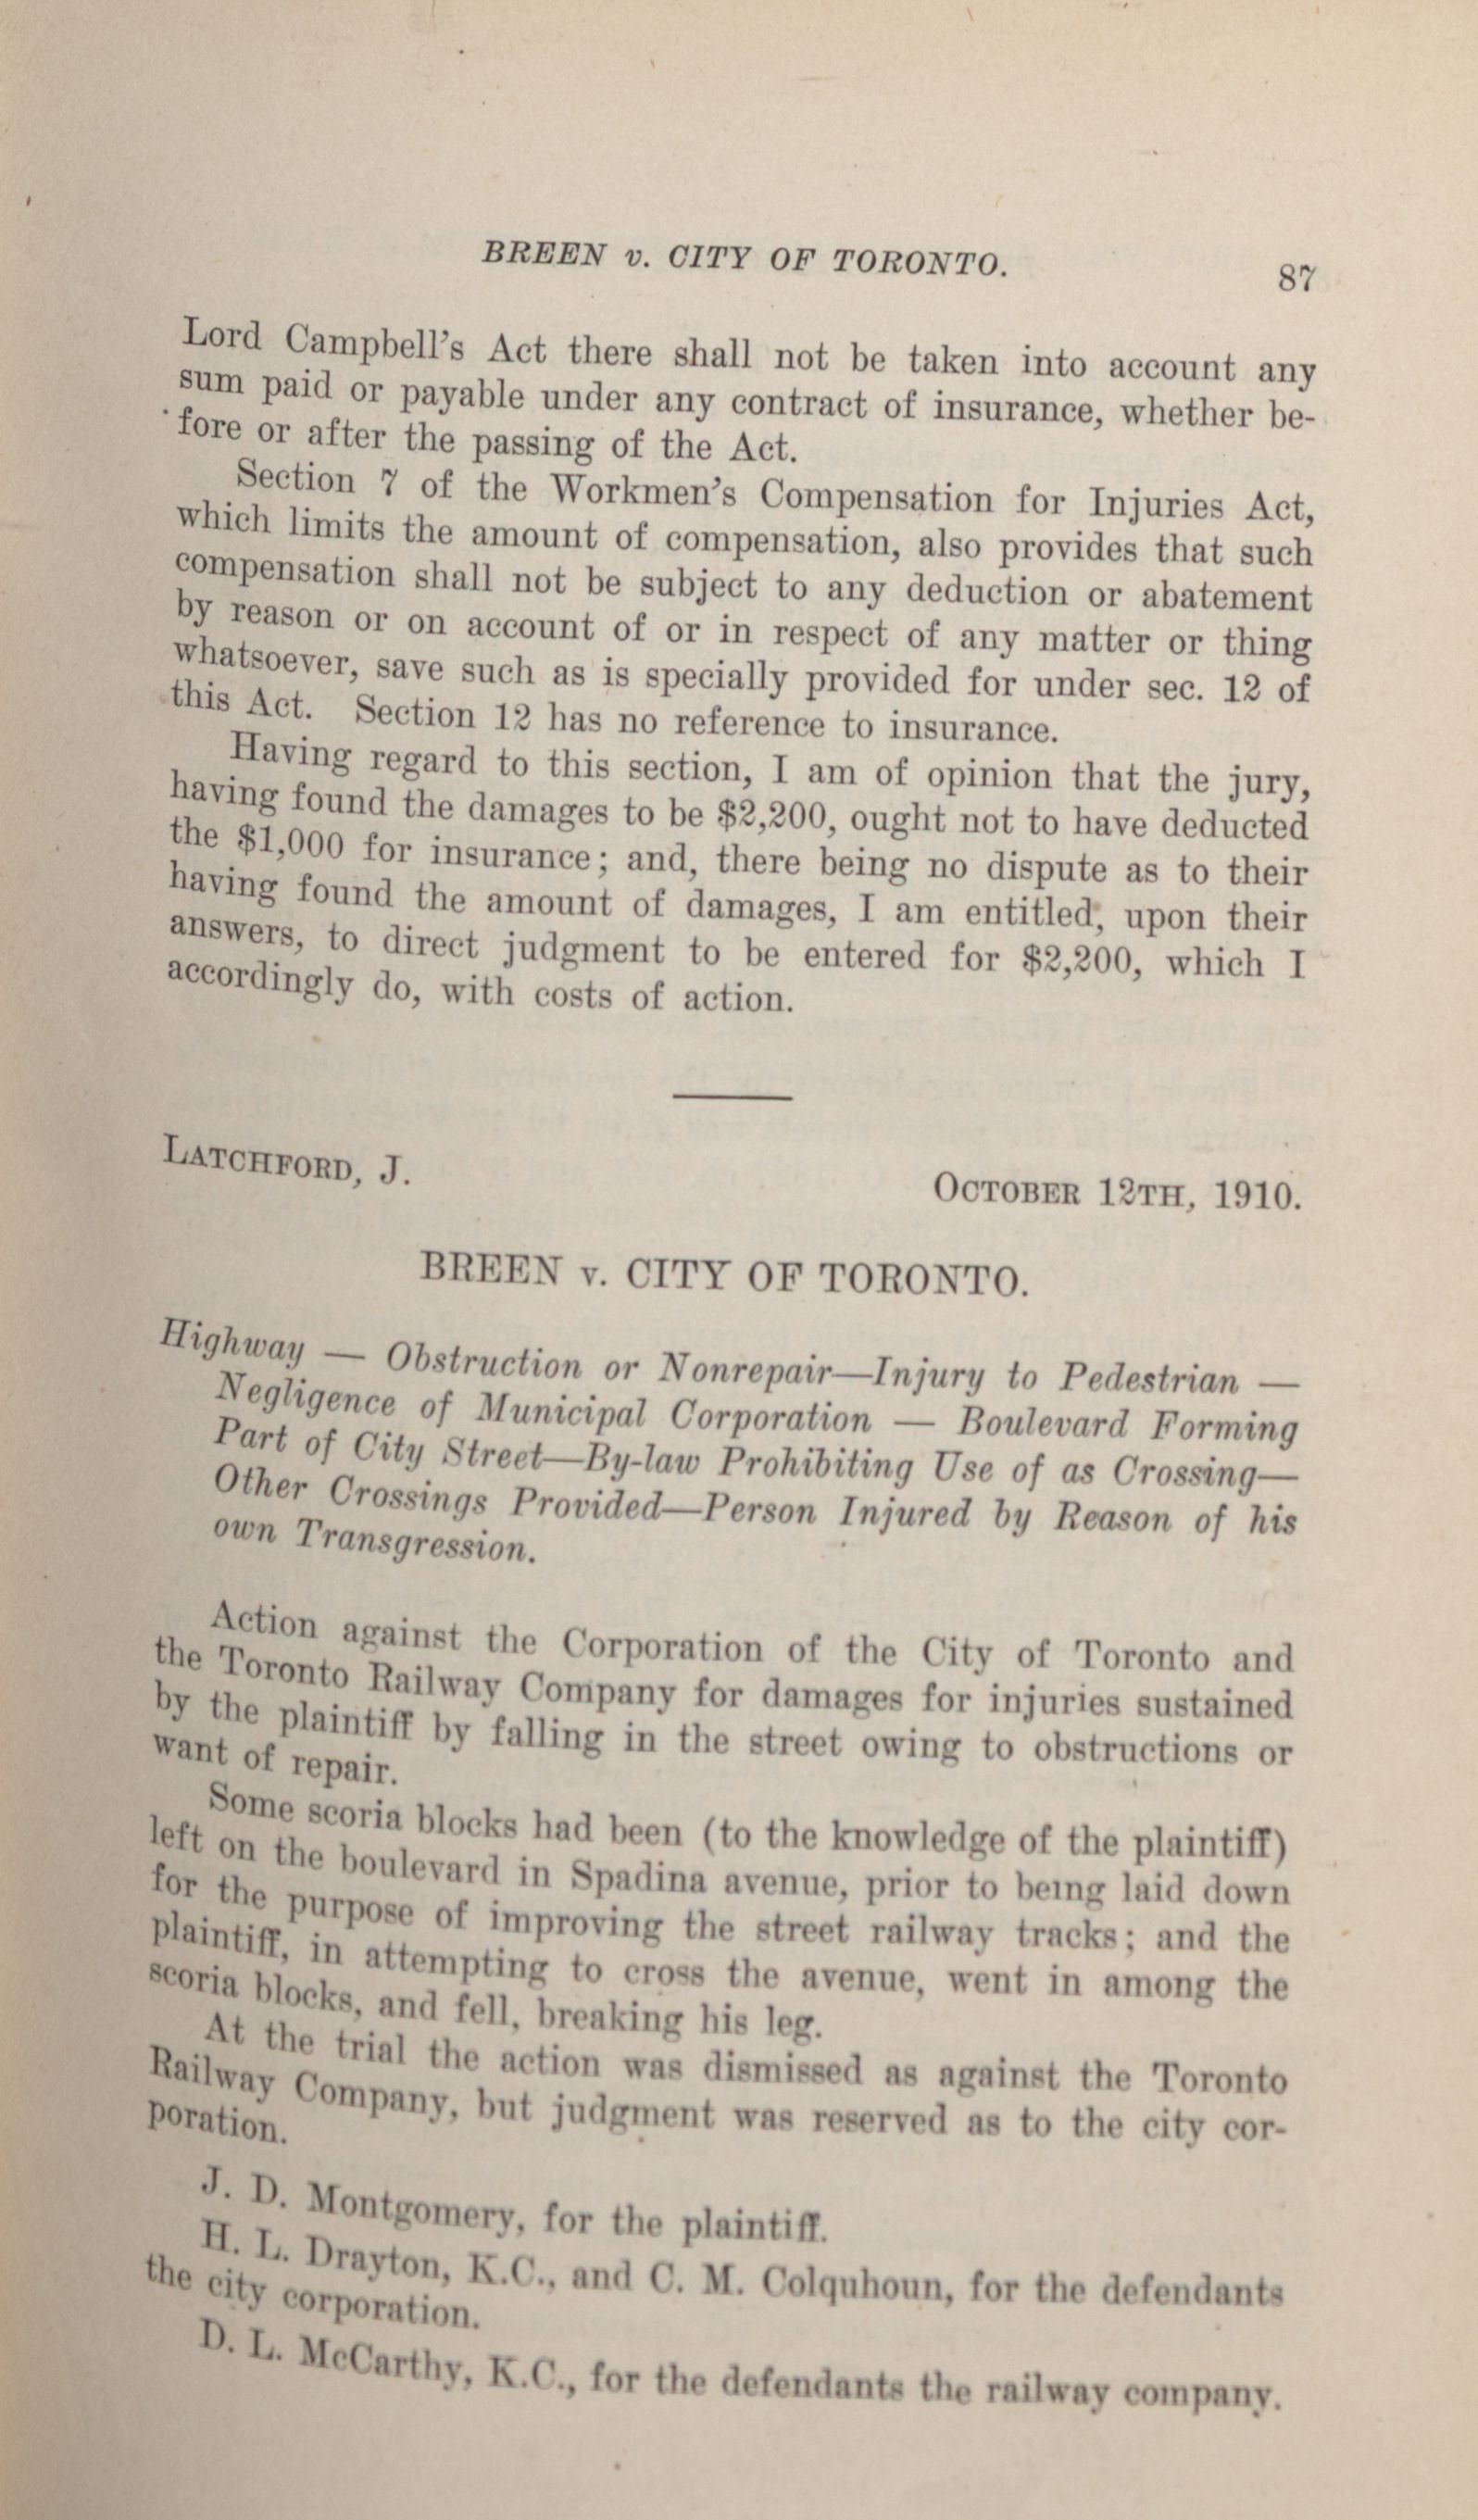 BREEN v. CITY OF TORONTO.
87
Lord Campbell's Act there shall not be taken into account any
sum paid or payable under any contract of insurance, whether be-
fore or after the passing of the Act.
Section 7 of the Workmen's Compensation for Injuries Act,
which limits the amount of compensation, also provides that such
compensation shall not be subject to any deduction or abatement
by reason or on account of or in respect of any matter or thing
whatsoever, save such as is specially provided for under sec. 12 of
this Act. Section 12 has no reference to insurance.
Having regard to this section, I am of opinion that the jury,
having found the damages to be $2,200, ought not to have deducted
the $1,000 for insurance; and, there being no dispute as to their
having found the amount of damages, I am entitled, upon their
answers, to direct judgment to be entered for $2,200, which I
accordingly do, with costs of action.
LATCHFORD, J.
OCTOBER 12TH, 1910.
BREEN v. CITY OF TORONTO.
Highway — Obstruction or Nonrepair—Injury to Pedestrian —
Negligence of Municipal Corporation — Boulevard Forming
Part of City Street—By-law Prohibiting Use of as Crossing—
Other Crossings Provided—Person Injured by Reason of his
own Transgression.
Action against the Corporation of the City of Toronto and
the Toronto Railway Company for damages for injuries sustained
by the plaintiff by falling in the street owing to obstructions or
want of repair.
Some scoria blocks had been (to the knowledge of the plaintiff)
left on the boulevard in Spadina avenue, prior to being laid down
for the purpose of improving the street railway tracks; and the
plaintiff, in attempting to cross the avenue, went in among the
scoria blocks, and fell, breaking his leg.
At the trial the action was dismissed as against the Toronto
Railway Company, but judgment was reserved as to the city cor-
poration.
J. D. Montgomery, for the plaintiff.
H. L. Drayton, K.C., and C. M. Colquhoun, for the defendants
the city corporation.
D. L. McCarthy, K.C., for the defendants the railway company.